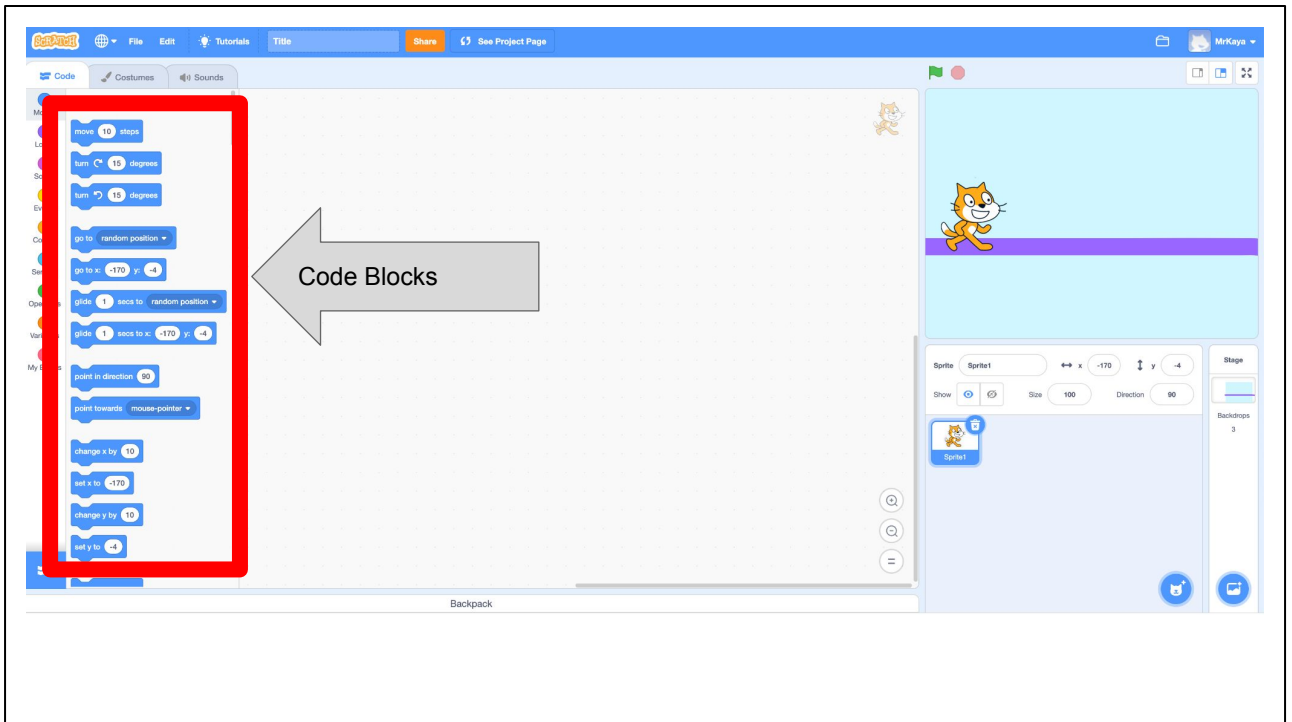 SCRATCH File Edit Tutorials Title Share See Project Page MrKaya
Code Costumes Sounds
move 10 steps
turn 15 degrees
turn 15 degrees
go to random position
go to x: -170 y: -4
glide 1 secs to random position
glide 1 secs to x: -170 y: -4
point in direction 90
point towards mouse-pointer
change x by 10
set x to -170
change y by 10
set y to -4
Code Blocks
Sprite Sprite1 x -170 y -4
Show Size 100 Direction 90
Sprite1
Stage
Backdrops
3
Backpack